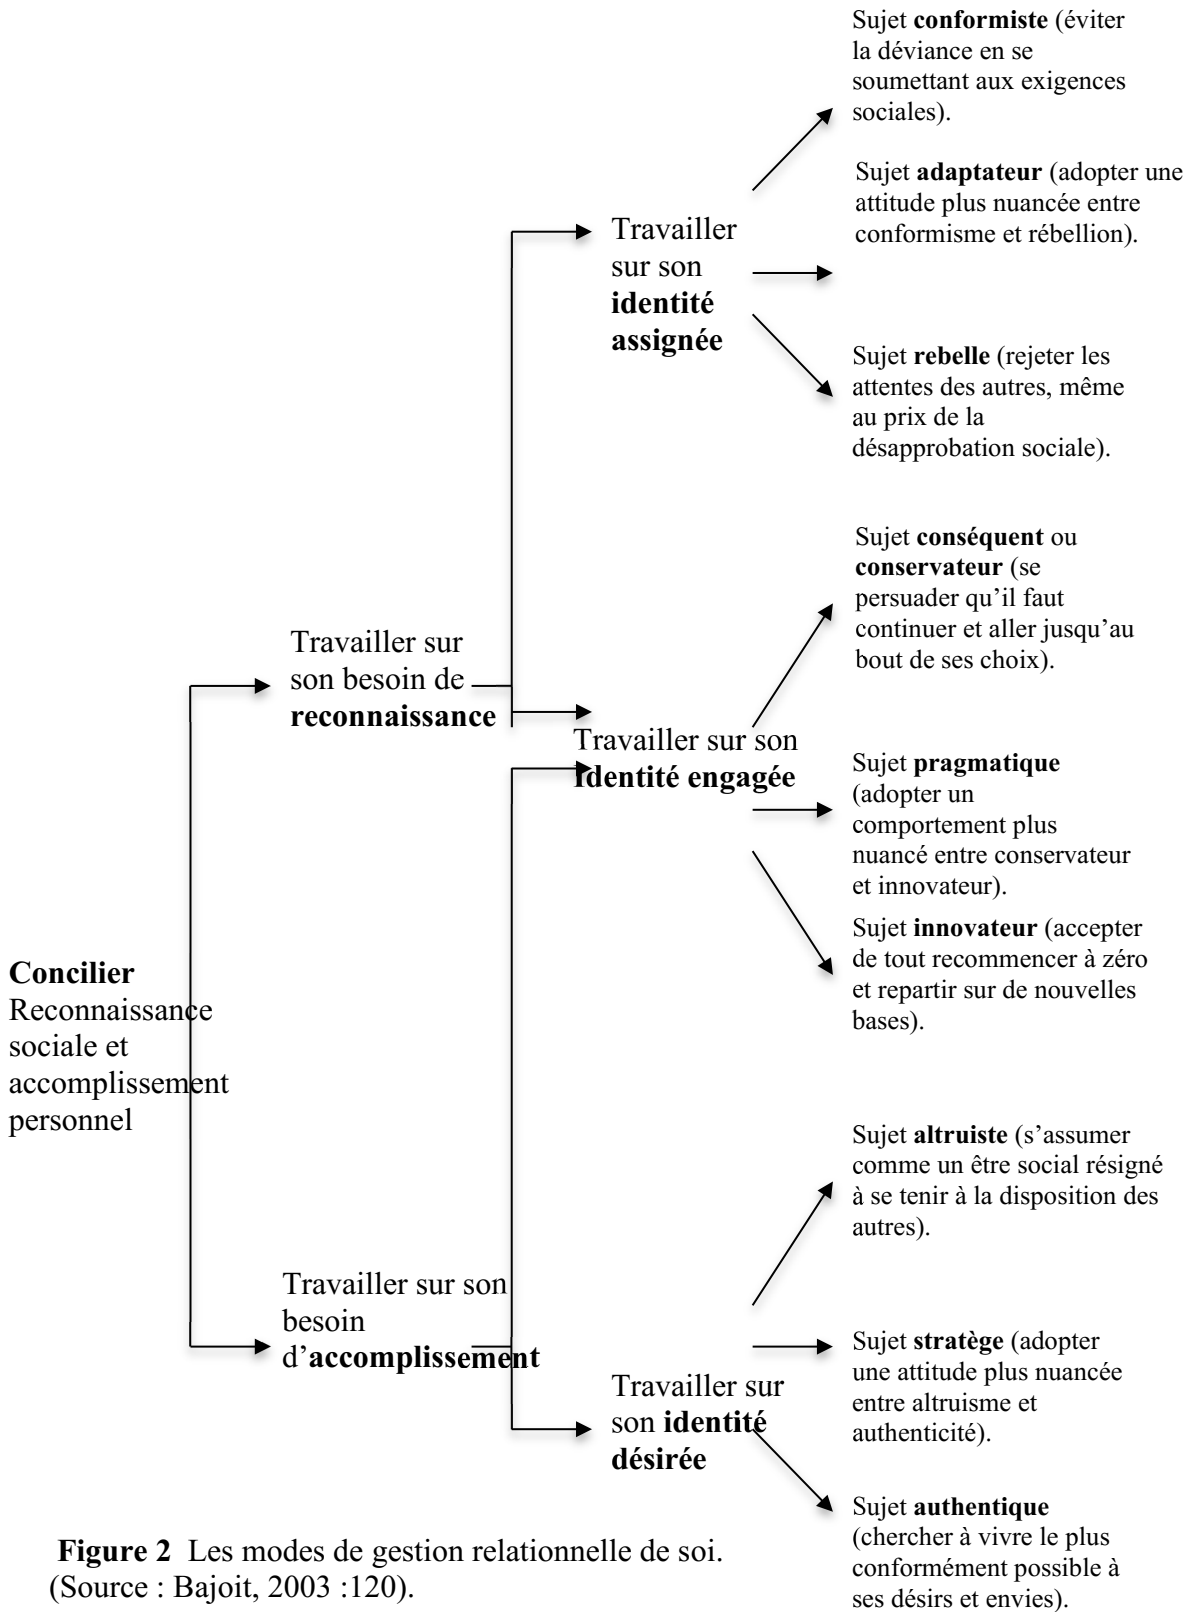 Sujet conformiste (éviter
la déviance en se
soumettant aux exigences
sociales).
Sujet adaptateur (adopter une
attitude plus nuancée entre
conformisme et rébellion).
Travailler
sur son
identité
assignée
Sujet rebelle (rejeter les
attentes des autres, même
au prix de la
désapprobation sociale).
Sujet conséquent ou
conservateur (se
persuader qu’il faut
continuer et aller jusqu’au
bout de ses choix).
Travailler sur
son besoin de
reconnaissance
Travailler sur son
identité engagée
Sujet pragmatique
(adopter un
comportement plus
nuancé entre conservateur
et innovateur).
Sujet innovateur (accepter
de tout recommencer à zéro
et repartir sur de nouvelles
bases).
Concilier
Reconnaissance
sociale et
accomplissement
personnel
Sujet altruiste (s’assumer
comme un être social résigné
à se tenir à la disposition des
autres).
Travailler sur son
besoin
d’accomplissement
Sujet stratège (adopter
une attitude plus nuancée
entre altruisme et
authenticité).
Travailler sur
son identité
désirée
Sujet authentique
(chercher à vivre le plus
conformément possible à
ses désirs et envies).
Figure 2 Les modes de gestion relationnelle de soi.
(Source : Bajoit, 2003 :120).